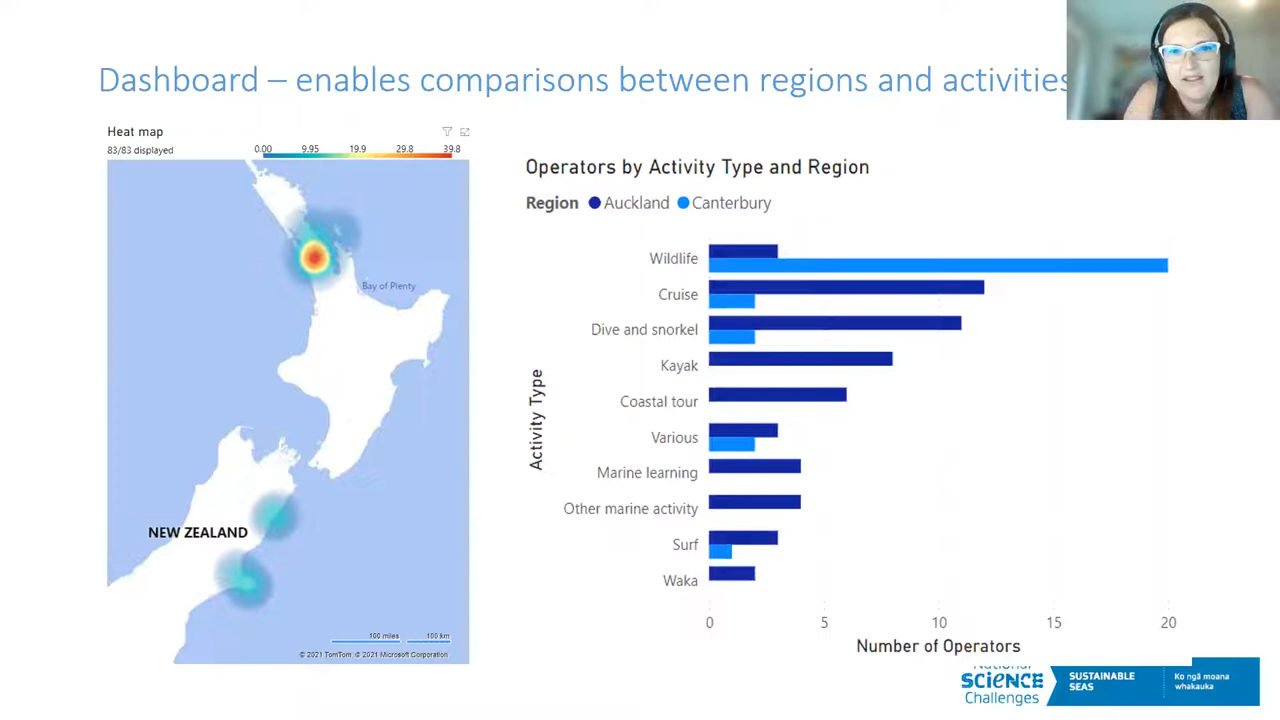 Dashboard – enables comparisons between regions and activities
Heat map
83/83 displayed
0.00 9.95 19.9 29.8 39.8
Bay of Plenty
NEW ZEALAND
100 miles 100 km
© 2021 TomTom, © 2021 Microsoft Corporation
Operators by Activity Type and Region
Region Auckland Canterbury
Activity Type
Wildlife
Cruise
Dive and snorkel
Kayak
Coastal tour
Various
Marine learning
Other marine activity
Surf
Waka
0 5 10 15 20
Number of Operators
National
SCIENCE
Challenges
SUSTAINABLE
SEAS
Ko ngā moana
whakauka